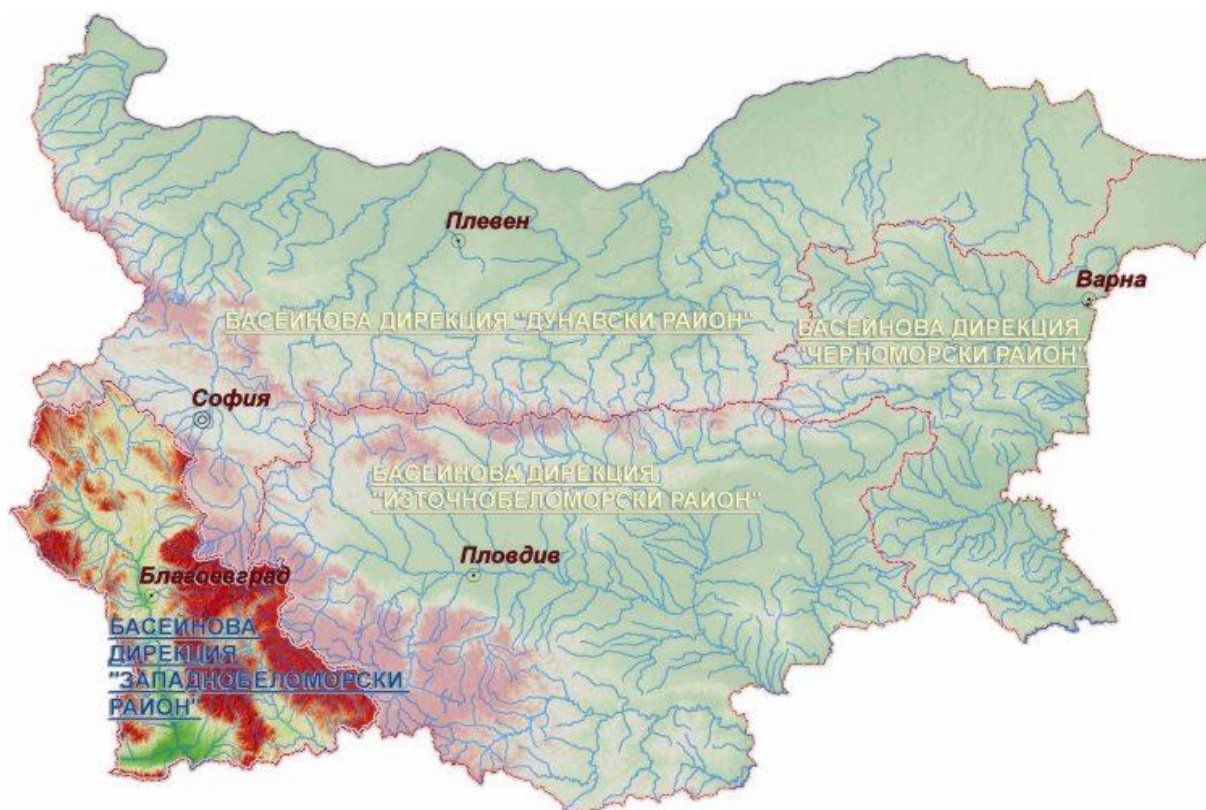 Плевен
Варна
БАСЕЙНОВА ДИРЕКЦИЯ "ДУНАВСКИ РАЙОН"
БАСЕЙНОВА ДИРЕКЦИЯ
"ЧЕРНОМОРСКИ РАЙОН"
София
БАСЕЙНОВА ДИРЕКЦИЯ
"ИЗТОЧНОБЕЛОМОРСКИ РАЙОН"
Пловдив
Благоевград
БАСЕЙНОВА
ДИРЕКЦИЯ
"ЗАПАДНОБЕЛОМОРСКИ
РАЙОН"